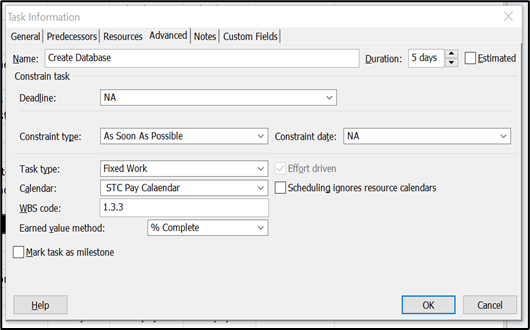 Task Information
General Predecessors Resources Advanced Notes Custom Fields
Name: Create Database Duration: 5 days Estimated
Constrain task
Deadline: NA
Constraint type: As Soon As Possible Constraint date: NA
Task type: Fixed Work Effort driven
Calendar: STC Pay Calaendar Scheduling ignores resource calendars
WBS code: 1.3.3
Earned value method: % Complete
Mark task as milestone
Help OK Cancel